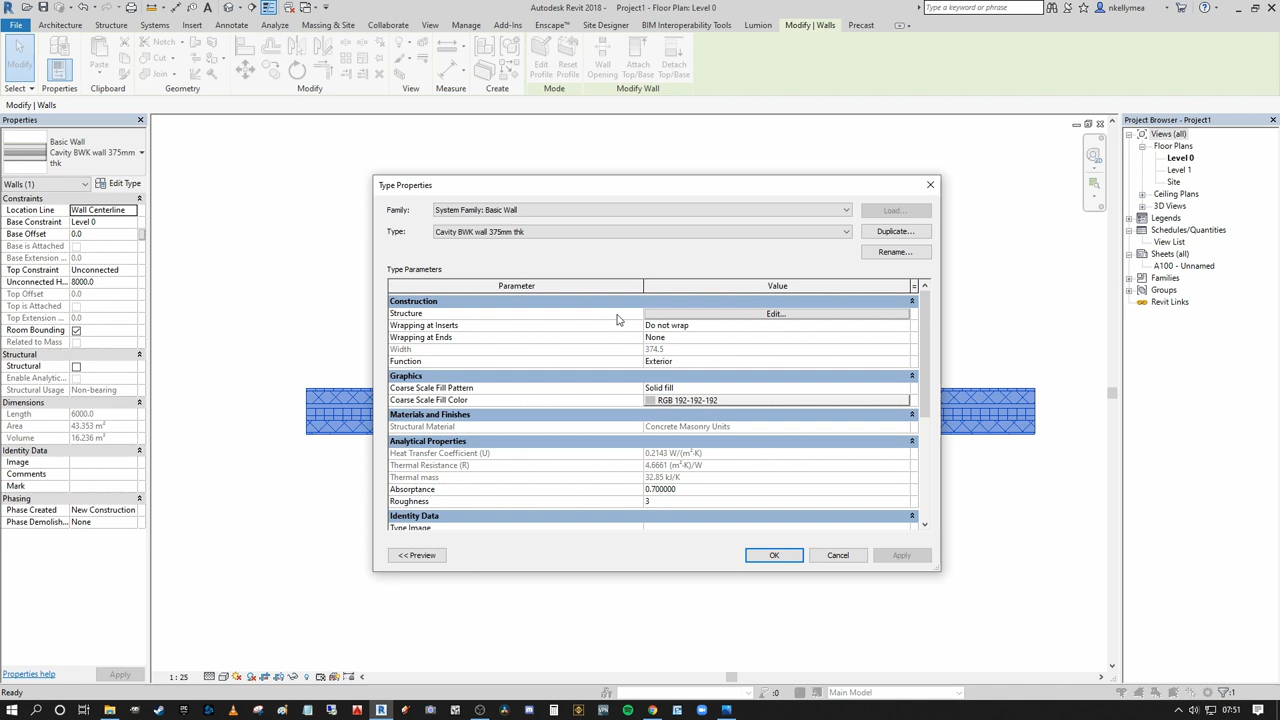 Autodesk Revit 2018 -    Project1 - Floor Plan: Level 0
Type a keyword or phrase
nkellymea
File
Architecture
Structure
Systems
Insert
Annotate
Analyze
Massing & Site
Collaborate
View
Manage
Add-Ins
Enscape™
Site Designer
BIM Interoperability Tools
Lumion
Modify | Walls
Precast
Modify
Paste
Notch
Cut
Join
Edit
Profile
Reset
Profile
Wall
Opening
Attach
Top/Base
Detach
Top/Base
Select
Properties
Clipboard
Geometry
Modify
View
Measure
Create
Mode
Modify Wall
Modify | Walls
Properties
Basic Wall
Cavity BWK wall 375mm
thk
Walls (1)
Edit Type
Constraints
Location Line Wall Centerline
Base Constraint Level 0
Base Offset 0.0
Base is Attached
Base Extension ...
Top Constraint Unconnected
Unconnected H... 8000.0
Top Offset 0.0
Top is Attached
Top Extension ... 0.0
Room Bounding
Related to Mass
Structural
Structural
Enable Analytic...
Structural Usage Non-bearing
Dimensions
Length 6000.0
Area 43.353 m²
Volume 16.236 m³
Identity Data
Image
Comments
Mark
Phasing
Phase Created New Construction
Phase Demolish... None
Properties help
Apply
Type Properties
Family: System Family: Basic Wall Load...
Type: Cavity BWK wall 375mm thk Duplicate...
Rename...
Type Parameters
Parameter Value =
Construction
Structure Edit...
Wrapping at Inserts Do not wrap
Wrapping at Ends None
Width 374.5
Function Exterior
Graphics
Coarse Scale Fill Pattern Solid fill
Coarse Scale Fill Color RGB 192-192-192
Materials and Finishes
Structural Material Concrete Masonry Units
Analytical Properties
Heat Transfer Coefficient (U) 0.2143 W/(m²·K)
Thermal Resistance (R) 4.6661 (m²·K)/W
Thermal mass 32.85 kJ/K
Absorptance 0.700000
Roughness 3
Identity Data
Type Image
<< Preview
OK
Cancel
Apply
Project Browser - Project1
Views (all)
Floor Plans
Level 0
Level 1
Site
Ceiling Plans
3D Views
Legends
Schedules/Quantities
View List
Sheets (all)
A100 - Unnamed
Families
Groups
Revit Links
1 : 25
Ready
:0
Main Model
:1
07:51